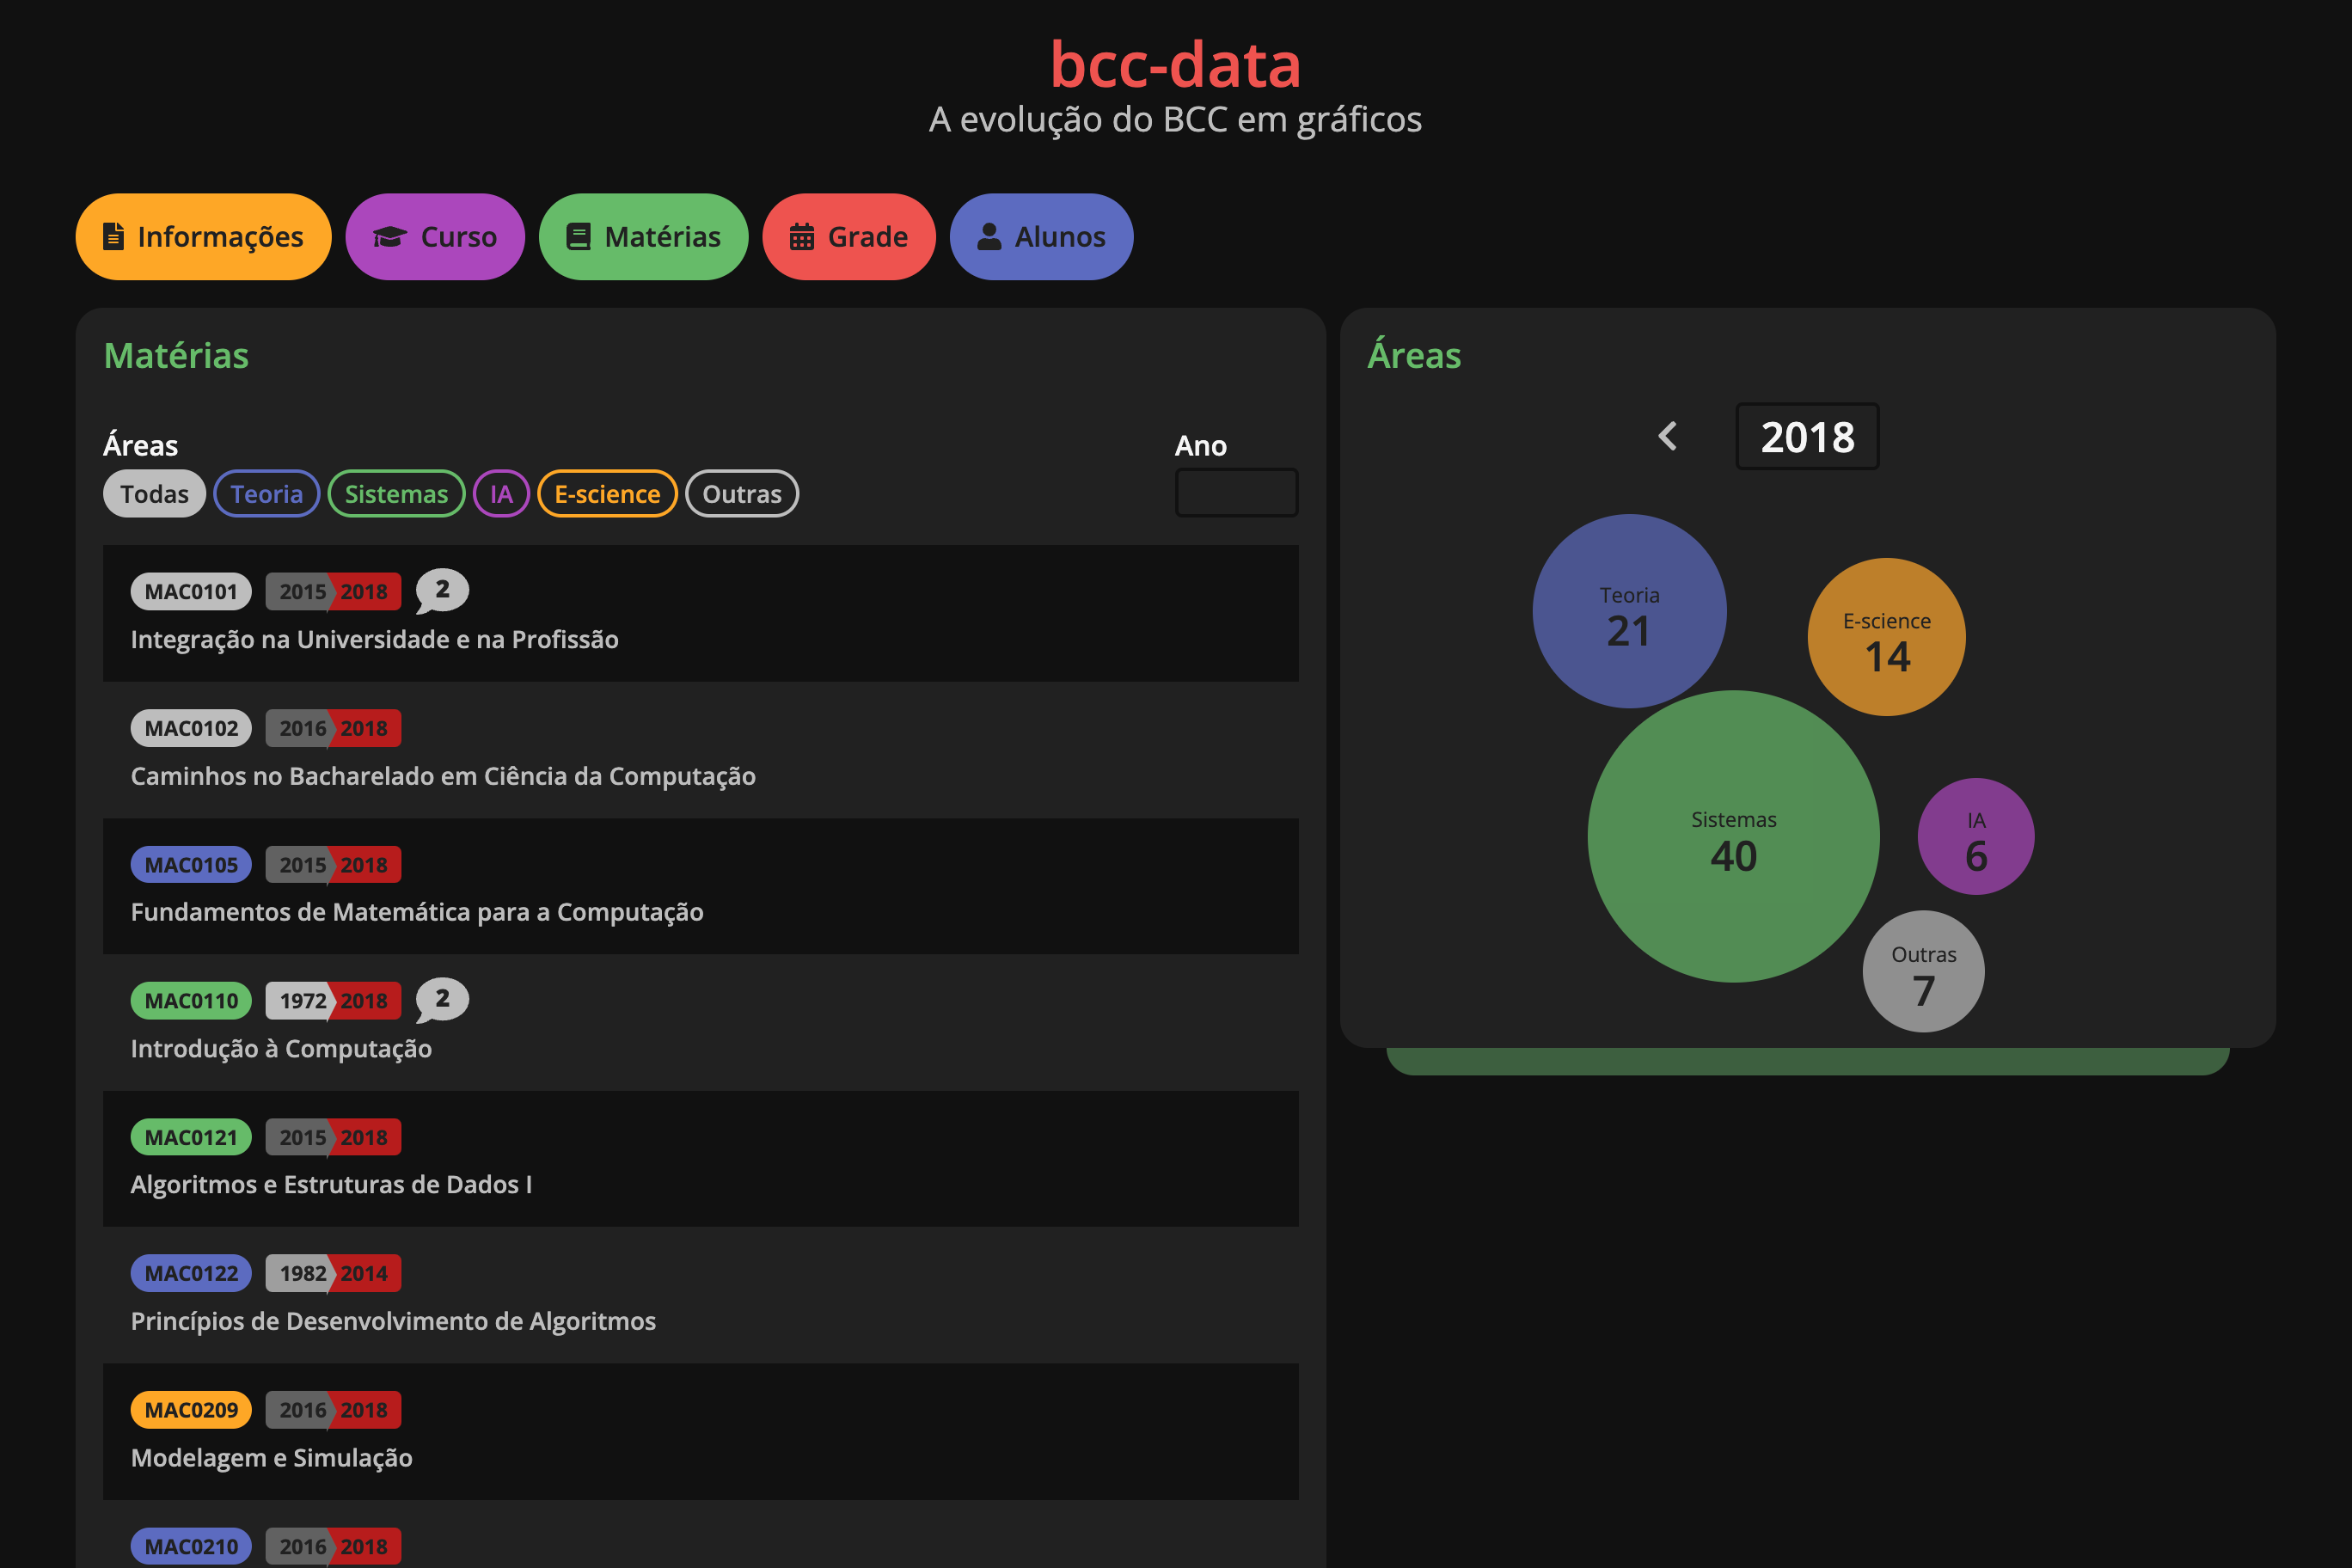 bcc-data
A evolução do BCC em gráficos
Informações
Curso
Matérias
Grade
Alunos
Matérias
Áreas
Ano
Todas
Teoria
Sistemas
IA
E-science
Outras
MAC0101 2015 2018 2
Integração na Universidade e na Profissão
MAC0102 2016 2018
Caminhos no Bacharelado em Ciência da Computação
MAC0105 2015 2018
Fundamentos de Matemática para a Computação
MAC0110 1972 2018 2
Introdução à Computação
MAC0121 2015 2018
Algoritmos e Estruturas de Dados I
MAC0122 1982 2014
Princípios de Desenvolvimento de Algoritmos
MAC0209 2016 2018
Modelagem e Simulação
MAC0210 2016 2018
Áreas
2018
Teoria
21
E-science
14
Sistemas
40
IA
6
Outras
7